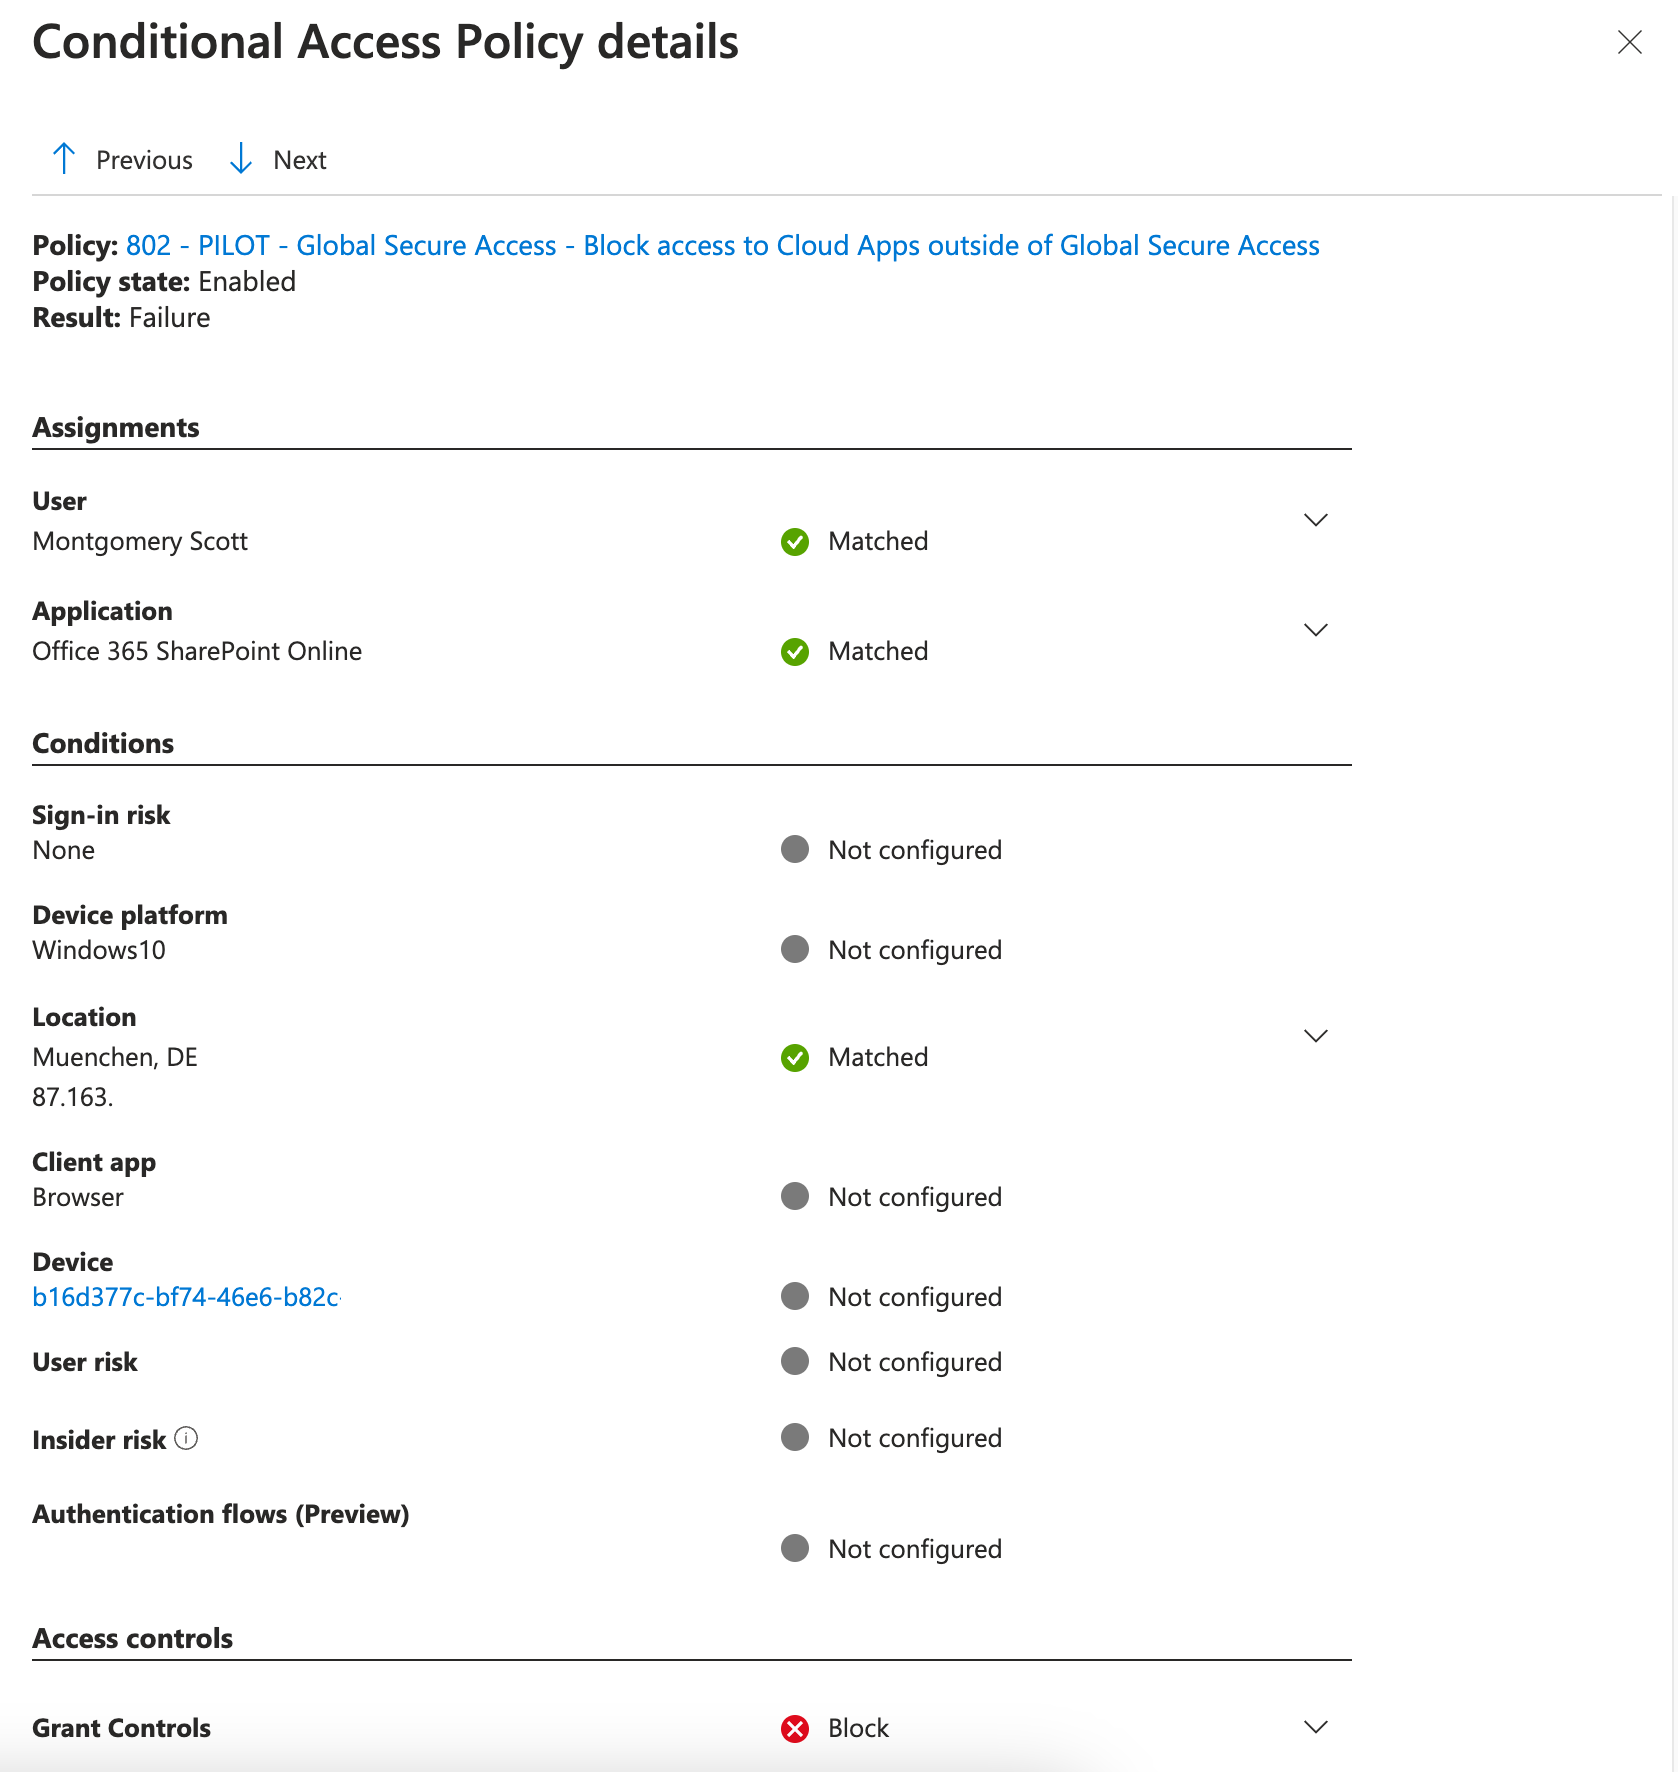 Conditional Access Policy details
Previous Next
Policy: 802 - PILOT - Global Secure Access - Block access to Cloud Apps outside of Global Secure Access
Policy state: Enabled
Result: Failure
Assignments
User
Montgomery Scott Matched
Application
Office 365 SharePoint Online Matched
Conditions
Sign-in risk
None Not configured
Device platform
Windows10 Not configured
Location
Muenchen, DE Matched
87.163.
Client app
Browser Not configured
Device
b16d377c-bf74-46e6-b82c- Not configured
User risk Not configured
Insider risk Not configured
Authentication flows (Preview)
Not configured
Access controls
Grant Controls Block